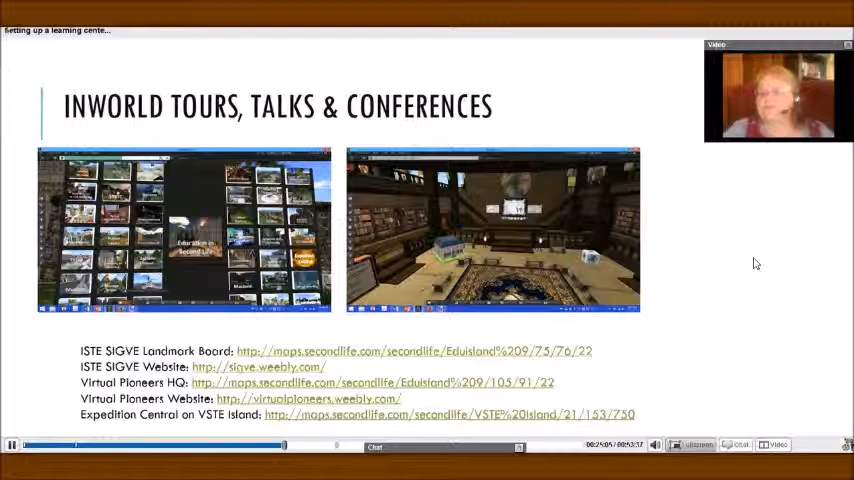 Setting up a learning cente...
Video
INWORLD TOURS, TALKS & CONFERENCES
Education in
Second Life
ISTE SIGVE Landmark Board: http://maps.secondlife.com/secondlife/Eduisland%209/75/76/22
ISTE SIGVE Website: http://sigve.weebly.com/
Virtual Pioneers HQ: http://maps.secondlife.com/secondlife/Eduisland%209/105/91/22
Virtual Pioneers Website: http://virtualpioneers.weebly.com/
Expedition Central on VSTE Island: http://maps.secondlife.com/secondlife/VSTE%20Island/21/153/750
Chat
00:25:05 / 00:53:37
Fullscreen
Chat
Video